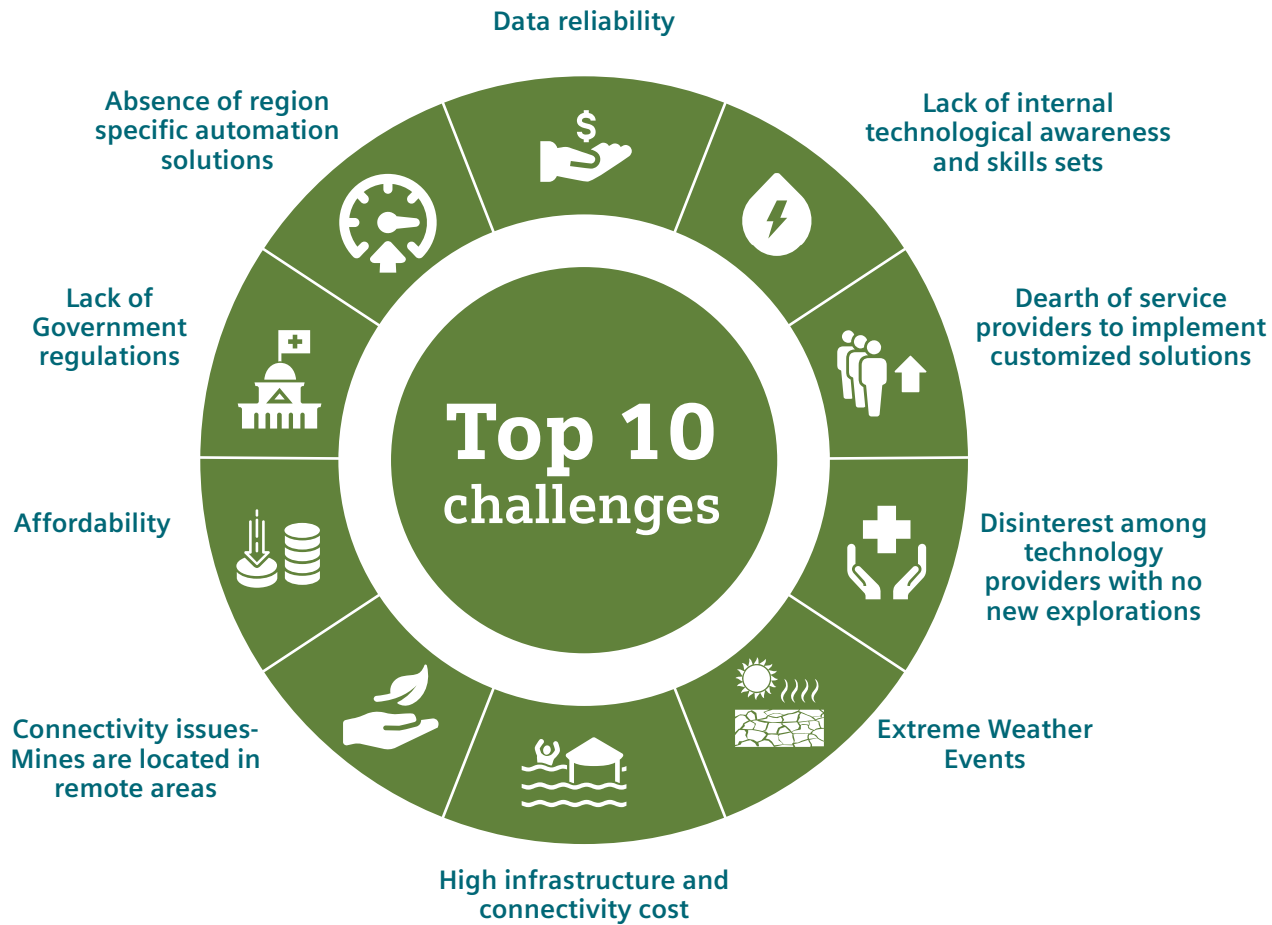 Data reliability
Lack of internal
technological awareness
and skills sets
Dearth of service
providers to implement
customized solutions
Disinterest among
technology
providers with no
new explorations
Extreme Weather
Events
High infrastructure and
connectivity cost
Connectivity issues-
Mines are located in
remote areas
Affordability
Lack of
Government
regulations
Absence of region
specific automation
solutions
Top 10
challenges
$